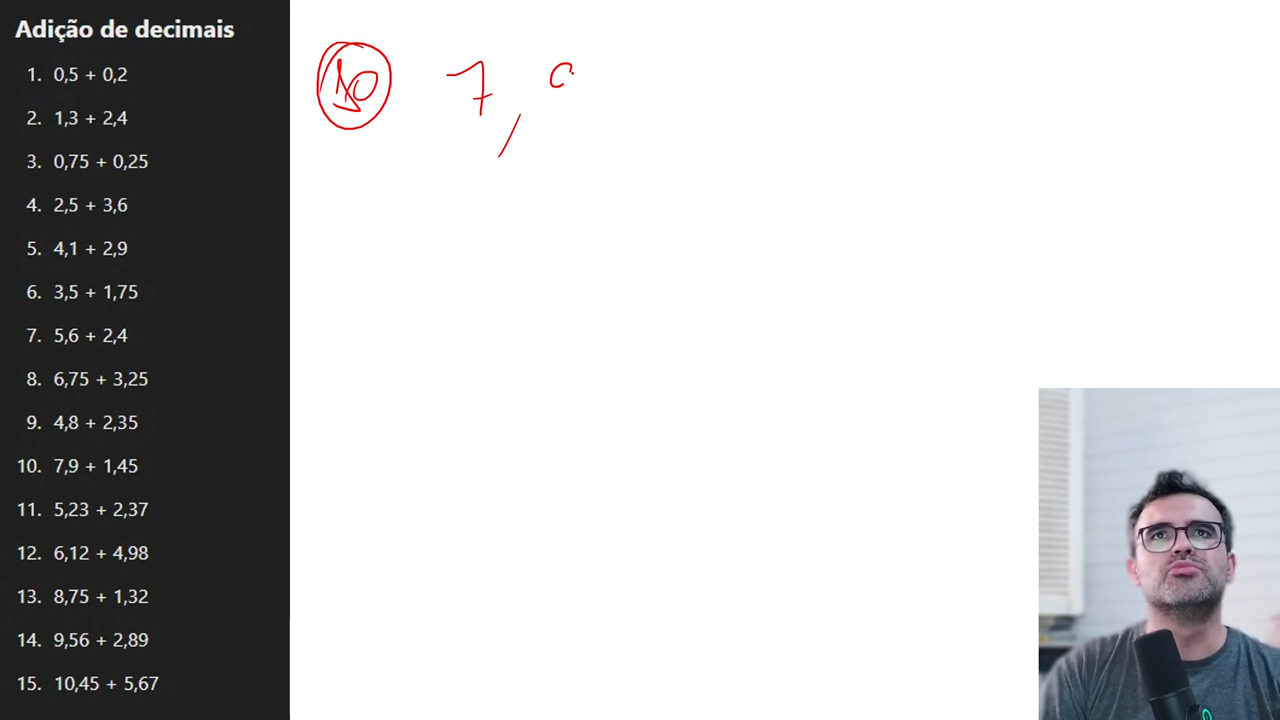 Adição de decimais
1. 0,5 + 0,2
2. 1,3 + 2,4
3. 0,75 + 0,25
4. 2,5 + 3,6
5. 4,1 + 2,9
6. 3,5 + 1,75
7. 5,6 + 2,4
8. 6,75 + 3,25
9. 4,8 + 2,35
10. 7,9 + 1,45
11. 5,23 + 2,37
12. 6,12 + 4,98
13. 8,75 + 1,32
14. 9,56 + 2,89
15. 10,45 + 5,67
10 7,